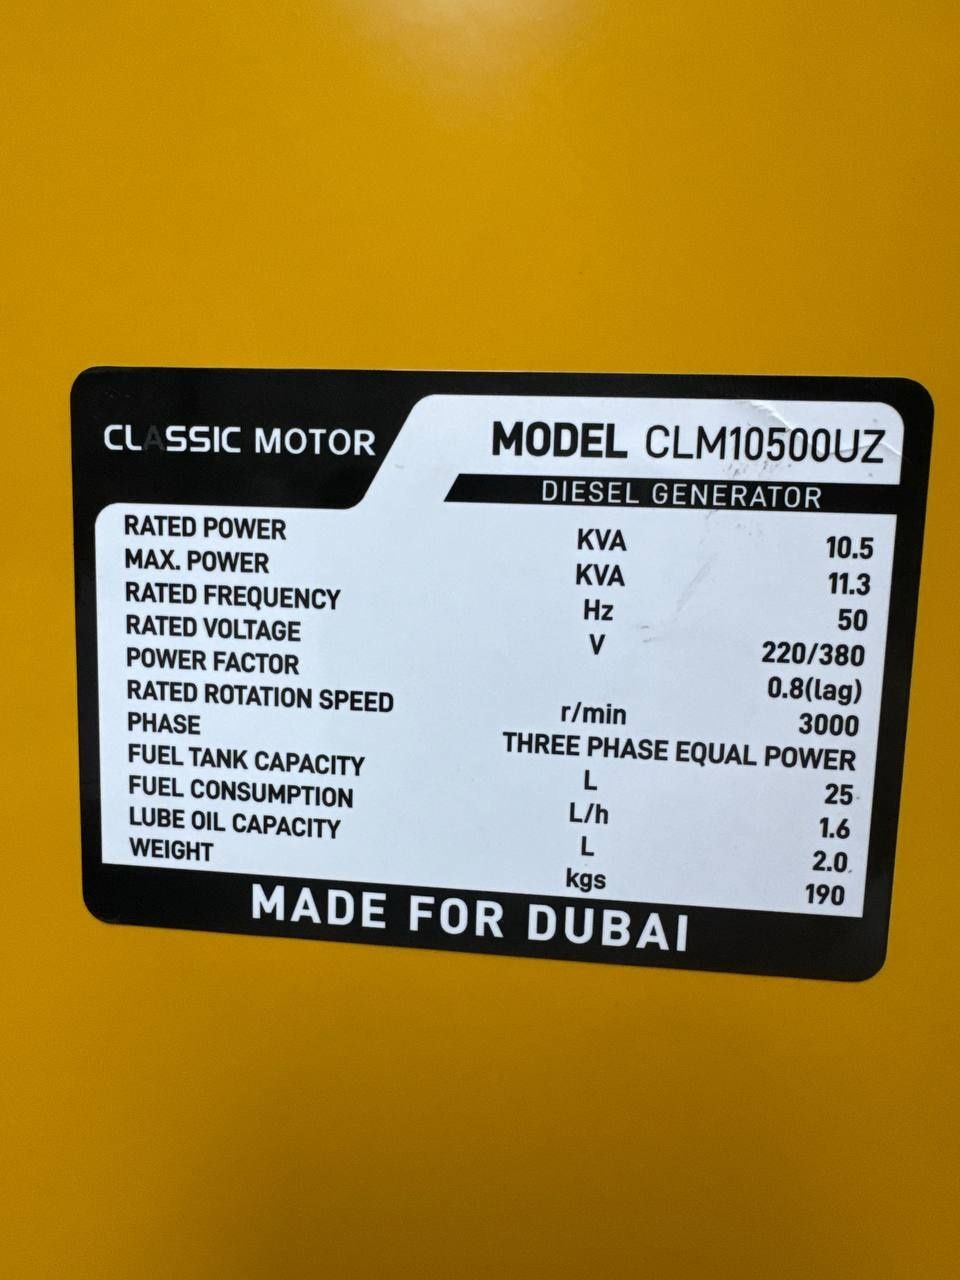 CLASSIC MOTOR
MODEL CLM10500UZ
DIESEL GENERATOR
RATED POWER KVA 10.5
MAX. POWER KVA 11.3
RATED FREQUENCY Hz 50
RATED VOLTAGE V 220/380
POWER FACTOR 0.8(lag)
RATED ROTATION SPEED r/min 3000
PHASE THREE PHASE EQUAL POWER
FUEL TANK CAPACITY L 25
FUEL CONSUMPTION L/h 1.6
LUBE OIL CAPACITY L 2.0
WEIGHT kgs 190
MADE FOR DUBAI